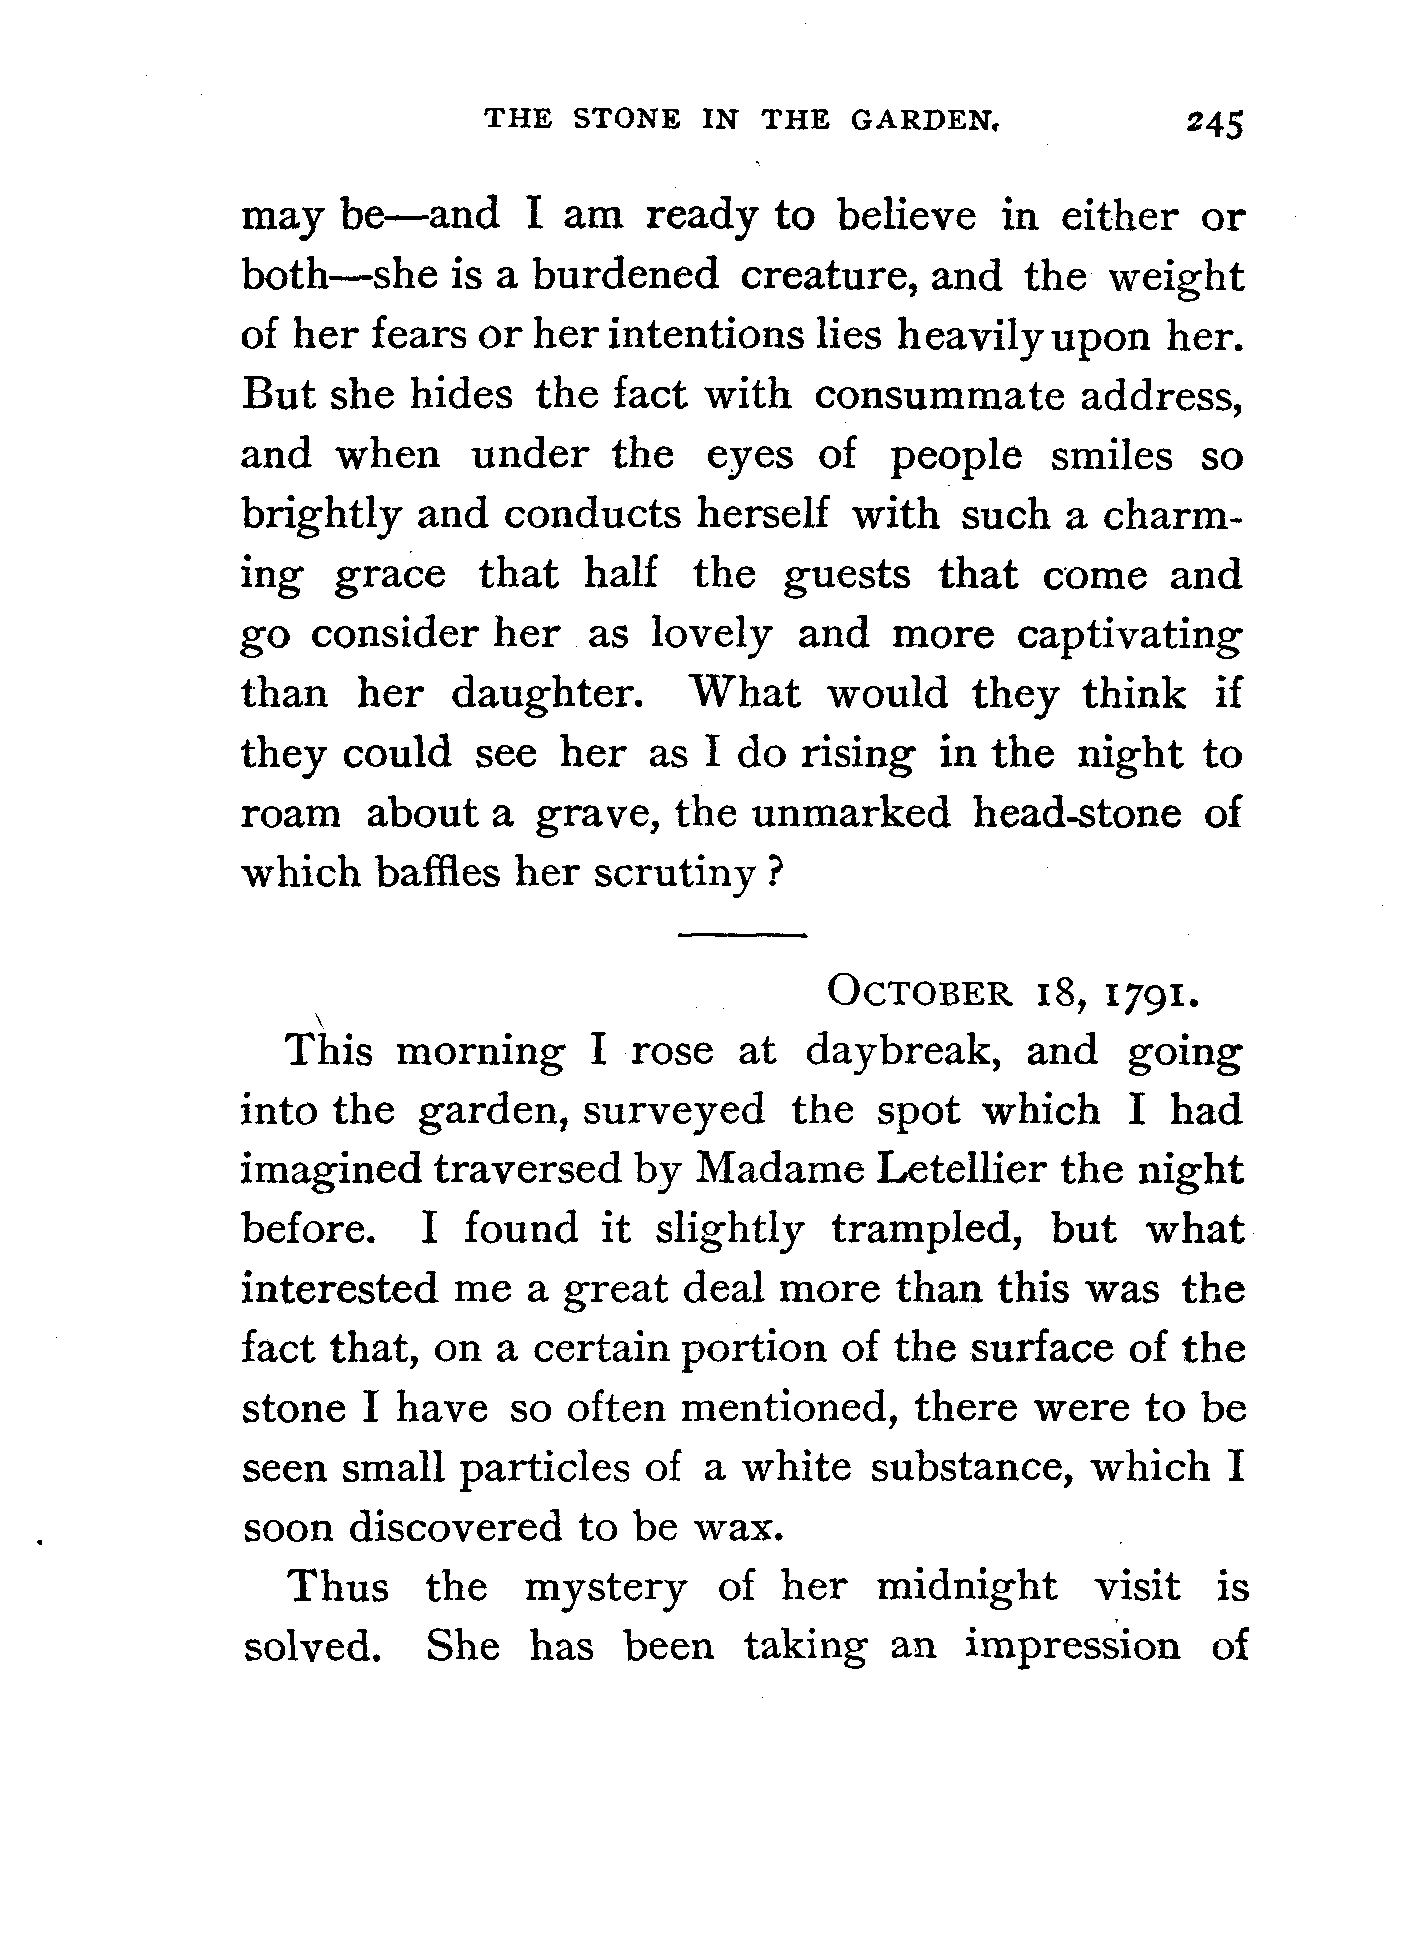 THE STONE IN THE GARDEN. 245
may be—and I am ready to believe in either or
both—she is a burdened creature, and the weight
of her fears or her intentions lies heavily upon her.
But she hides the fact with consummate address,
and when under the eyes of people smiles so
brightly and conducts herself with such a charm-
ing grace that half the guests that come and
go consider her as lovely and more captivating
than her daughter. What would they think if
they could see her as I do rising in the night to
roam about a grave, the unmarked head-stone of
which baffles her scrutiny?
OCTOBER 18, 1791.
This morning I rose at daybreak, and going
into the garden, surveyed the spot which I had
imagined traversed by Madame Letellier the night
before. I found it slightly trampled, but what
interested me a great deal more than this was the
fact that, on a certain portion of the surface of the
stone I have so often mentioned, there were to be
seen small particles of a white substance, which I
soon discovered to be wax.
Thus the mystery of her midnight visit is
solved. She has been taking an impression of